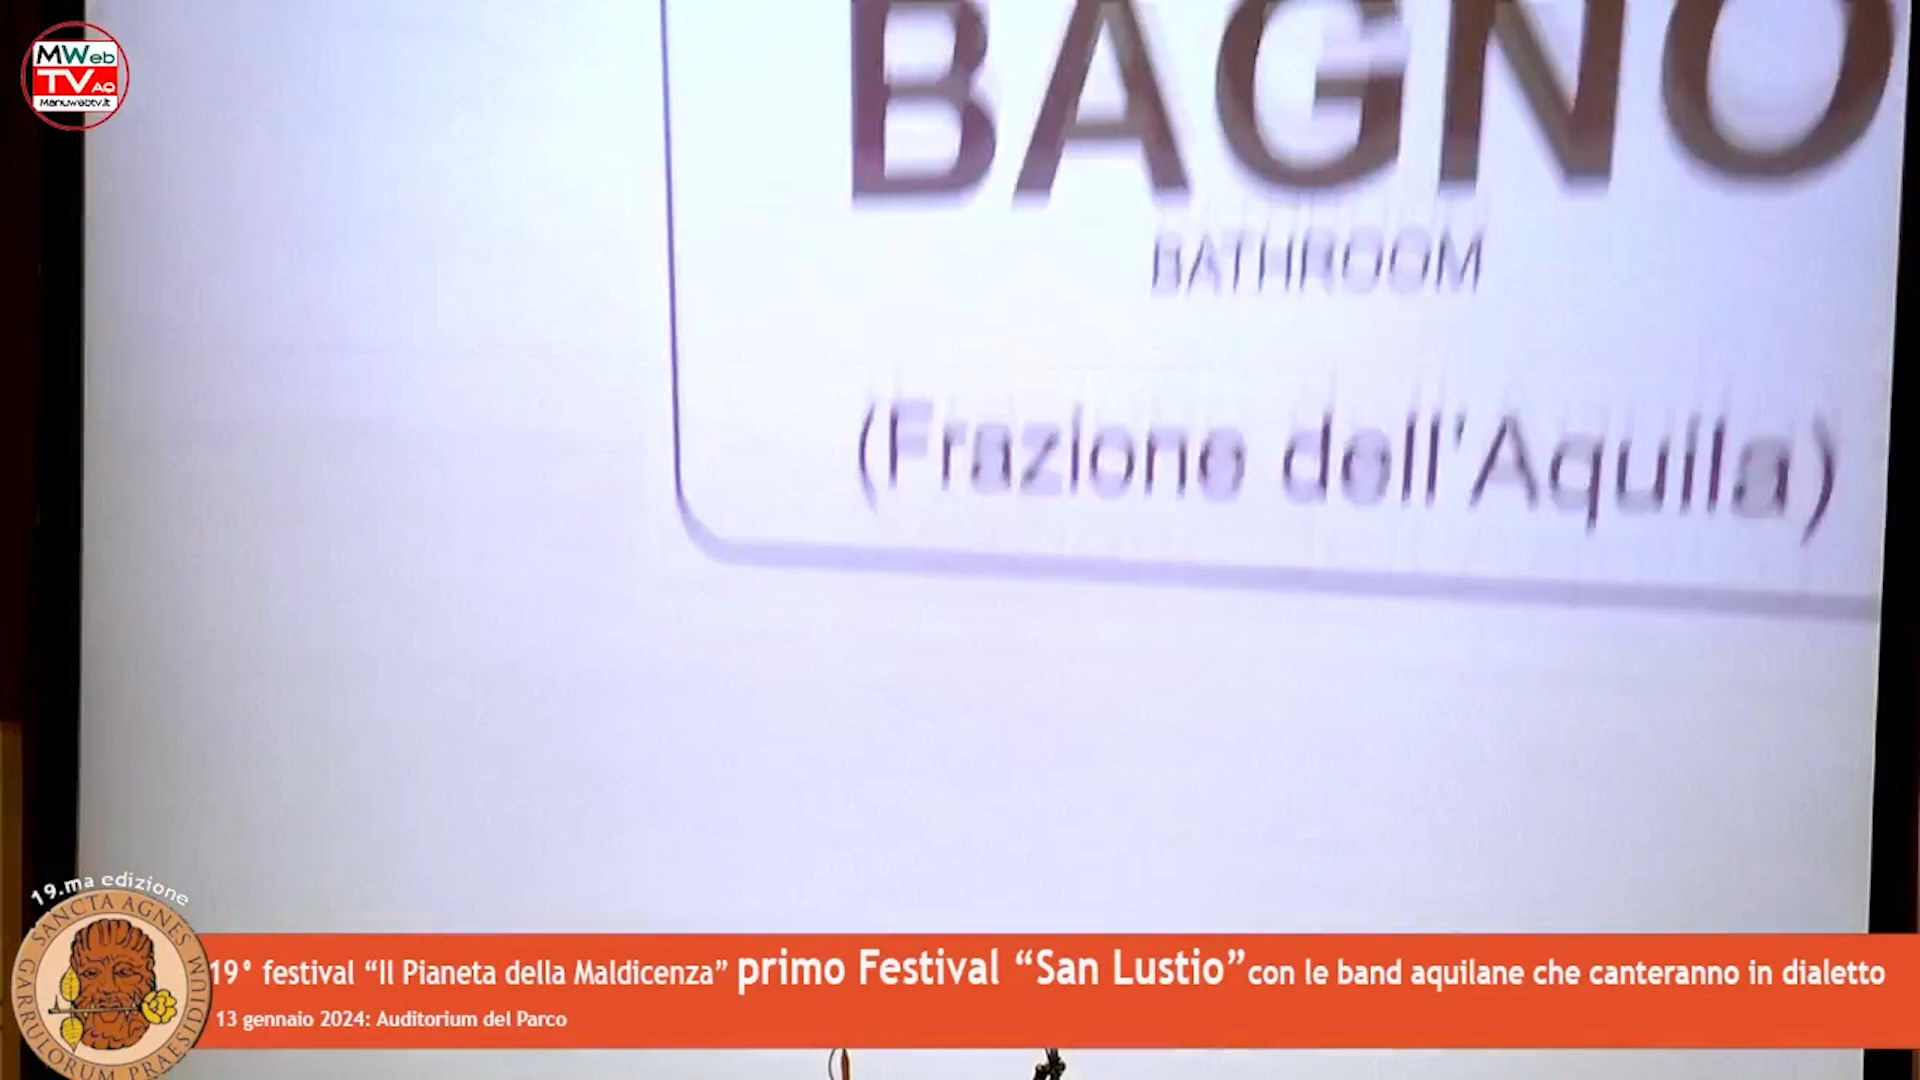 MWeb
TV AQ
Manuwebtv.it
BAGNO
BATHROOM
(Frazione dell'Aquila)
19.ma edizione
SANCTA AGNES
GARRULORUM PRAESIDIUM
19° festival “Il Pianeta della Maldicenza” primo Festival “San Lustio” con le band aquilane che canteranno in dialetto
13 gennaio 2024: Auditorium del Parco